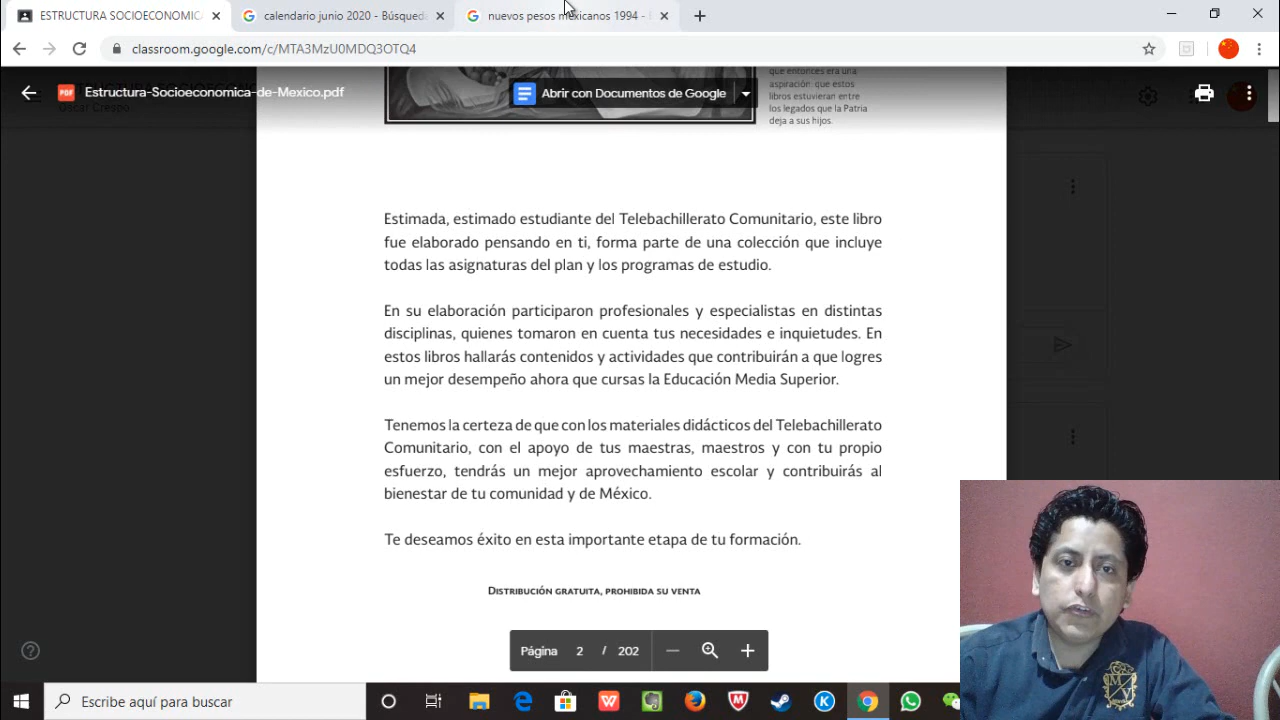 ESTRUCTURA SOCIOECONOMICA
calendario junio 2020 - Búsqueda
nuevos pesos mexicanos 1994 -
classroom.google.com/c/MTA3MzU0MDQ3OTQ4
Estructura-Socioeconomica-de-Mexico.pdf
Abrir con Documentos de Google
que entonces era una
aspiración: que estos
libros estuvieran entre
los legados que la Patria
deja a sus hijos.
Estimada, estimado estudiante del Telebachillerato Comunitario, este libro
fue elaborado pensando en ti, forma parte de una colección que incluye
todas las asignaturas del plan y los programas de estudio.
En su elaboración participaron profesionales y especialistas en distintas
disciplinas, quienes tomaron en cuenta tus necesidades e inquietudes. En
estos libros hallarás contenidos y actividades que contribuirán a que logres
un mejor desempeño ahora que cursas la Educación Media Superior.
Tenemos la certeza de que con los materiales didácticos del Telebachillerato
Comunitario, con el apoyo de tus maestras, maestros y con tu propio
esfuerzo, tendrás un mejor aprovechamiento escolar y contribuirás al
bienestar de tu comunidad y de México.
Te deseamos éxito en esta importante etapa de tu formación.
DISTRIBUCIÓN GRATUITA, PROHIBIDA SU VENTA
Página 2 / 202
Escribe aquí para buscar